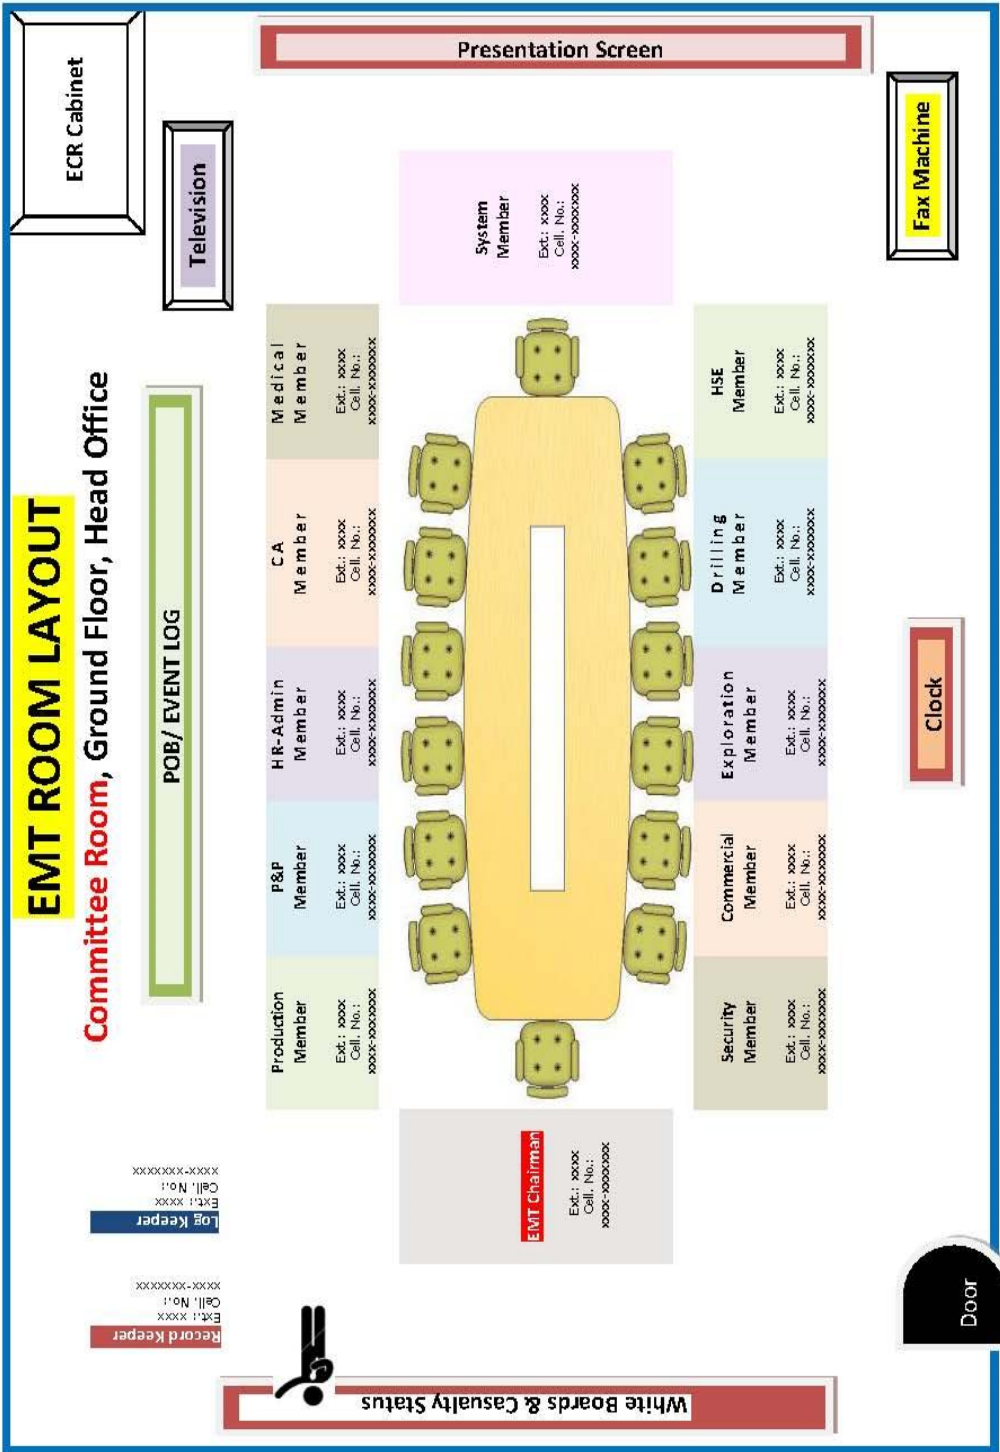 EMT ROOM LAYOUT
Committee Room, Ground Floor, Head Office
ECR Cabinet
Television
POB/ EVENT LOG
Presentation Screen
Fax Machine
Clock
Door
White Boards & Casualty Status
Record Keeper
Ext.: xxxx
Cell. No.:
xxxx-xxxxxxx
Log Keeper
Ext.: xxxx
Cell. No.:
xxxx-xxxxxxx
Production
Member
Ext.: xxxx
Cell. No.:
xxxx-xxxxxxx
P&P
Member
Ext.: xxxx
Cell. No.:
xxxx-xxxxxxx
HR-Admin
Member
Ext.: xxxx
Cell. No.:
xxxx-xxxxxxx
CA
Member
Ext.: xxxx
Cell. No.:
xxxx-xxxxxxx
Medical
Member
Ext.: xxxx
Cell. No.:
xxxx-xxxxxxx
EMT Chairman
Ext.: xxxx
Cell. No.:
xxxx-xxxxxxx
System
Member
Ext.: xxxx
Cell. No.:
xxxx-xxxxxxx
Security
Member
Ext.: xxxx
Cell. No.:
xxxx-xxxxxxx
Commercial
Member
Ext.: xxxx
Cell. No.:
xxxx-xxxxxxx
Exploration
Member
Ext.: xxxx
Cell. No.:
xxxx-xxxxxxx
Drilling
Member
Ext.: xxxx
Cell. No.:
xxxx-xxxxxxx
HSE
Member
Ext.: xxxx
Cell. No.:
xxxx-xxxxxxx